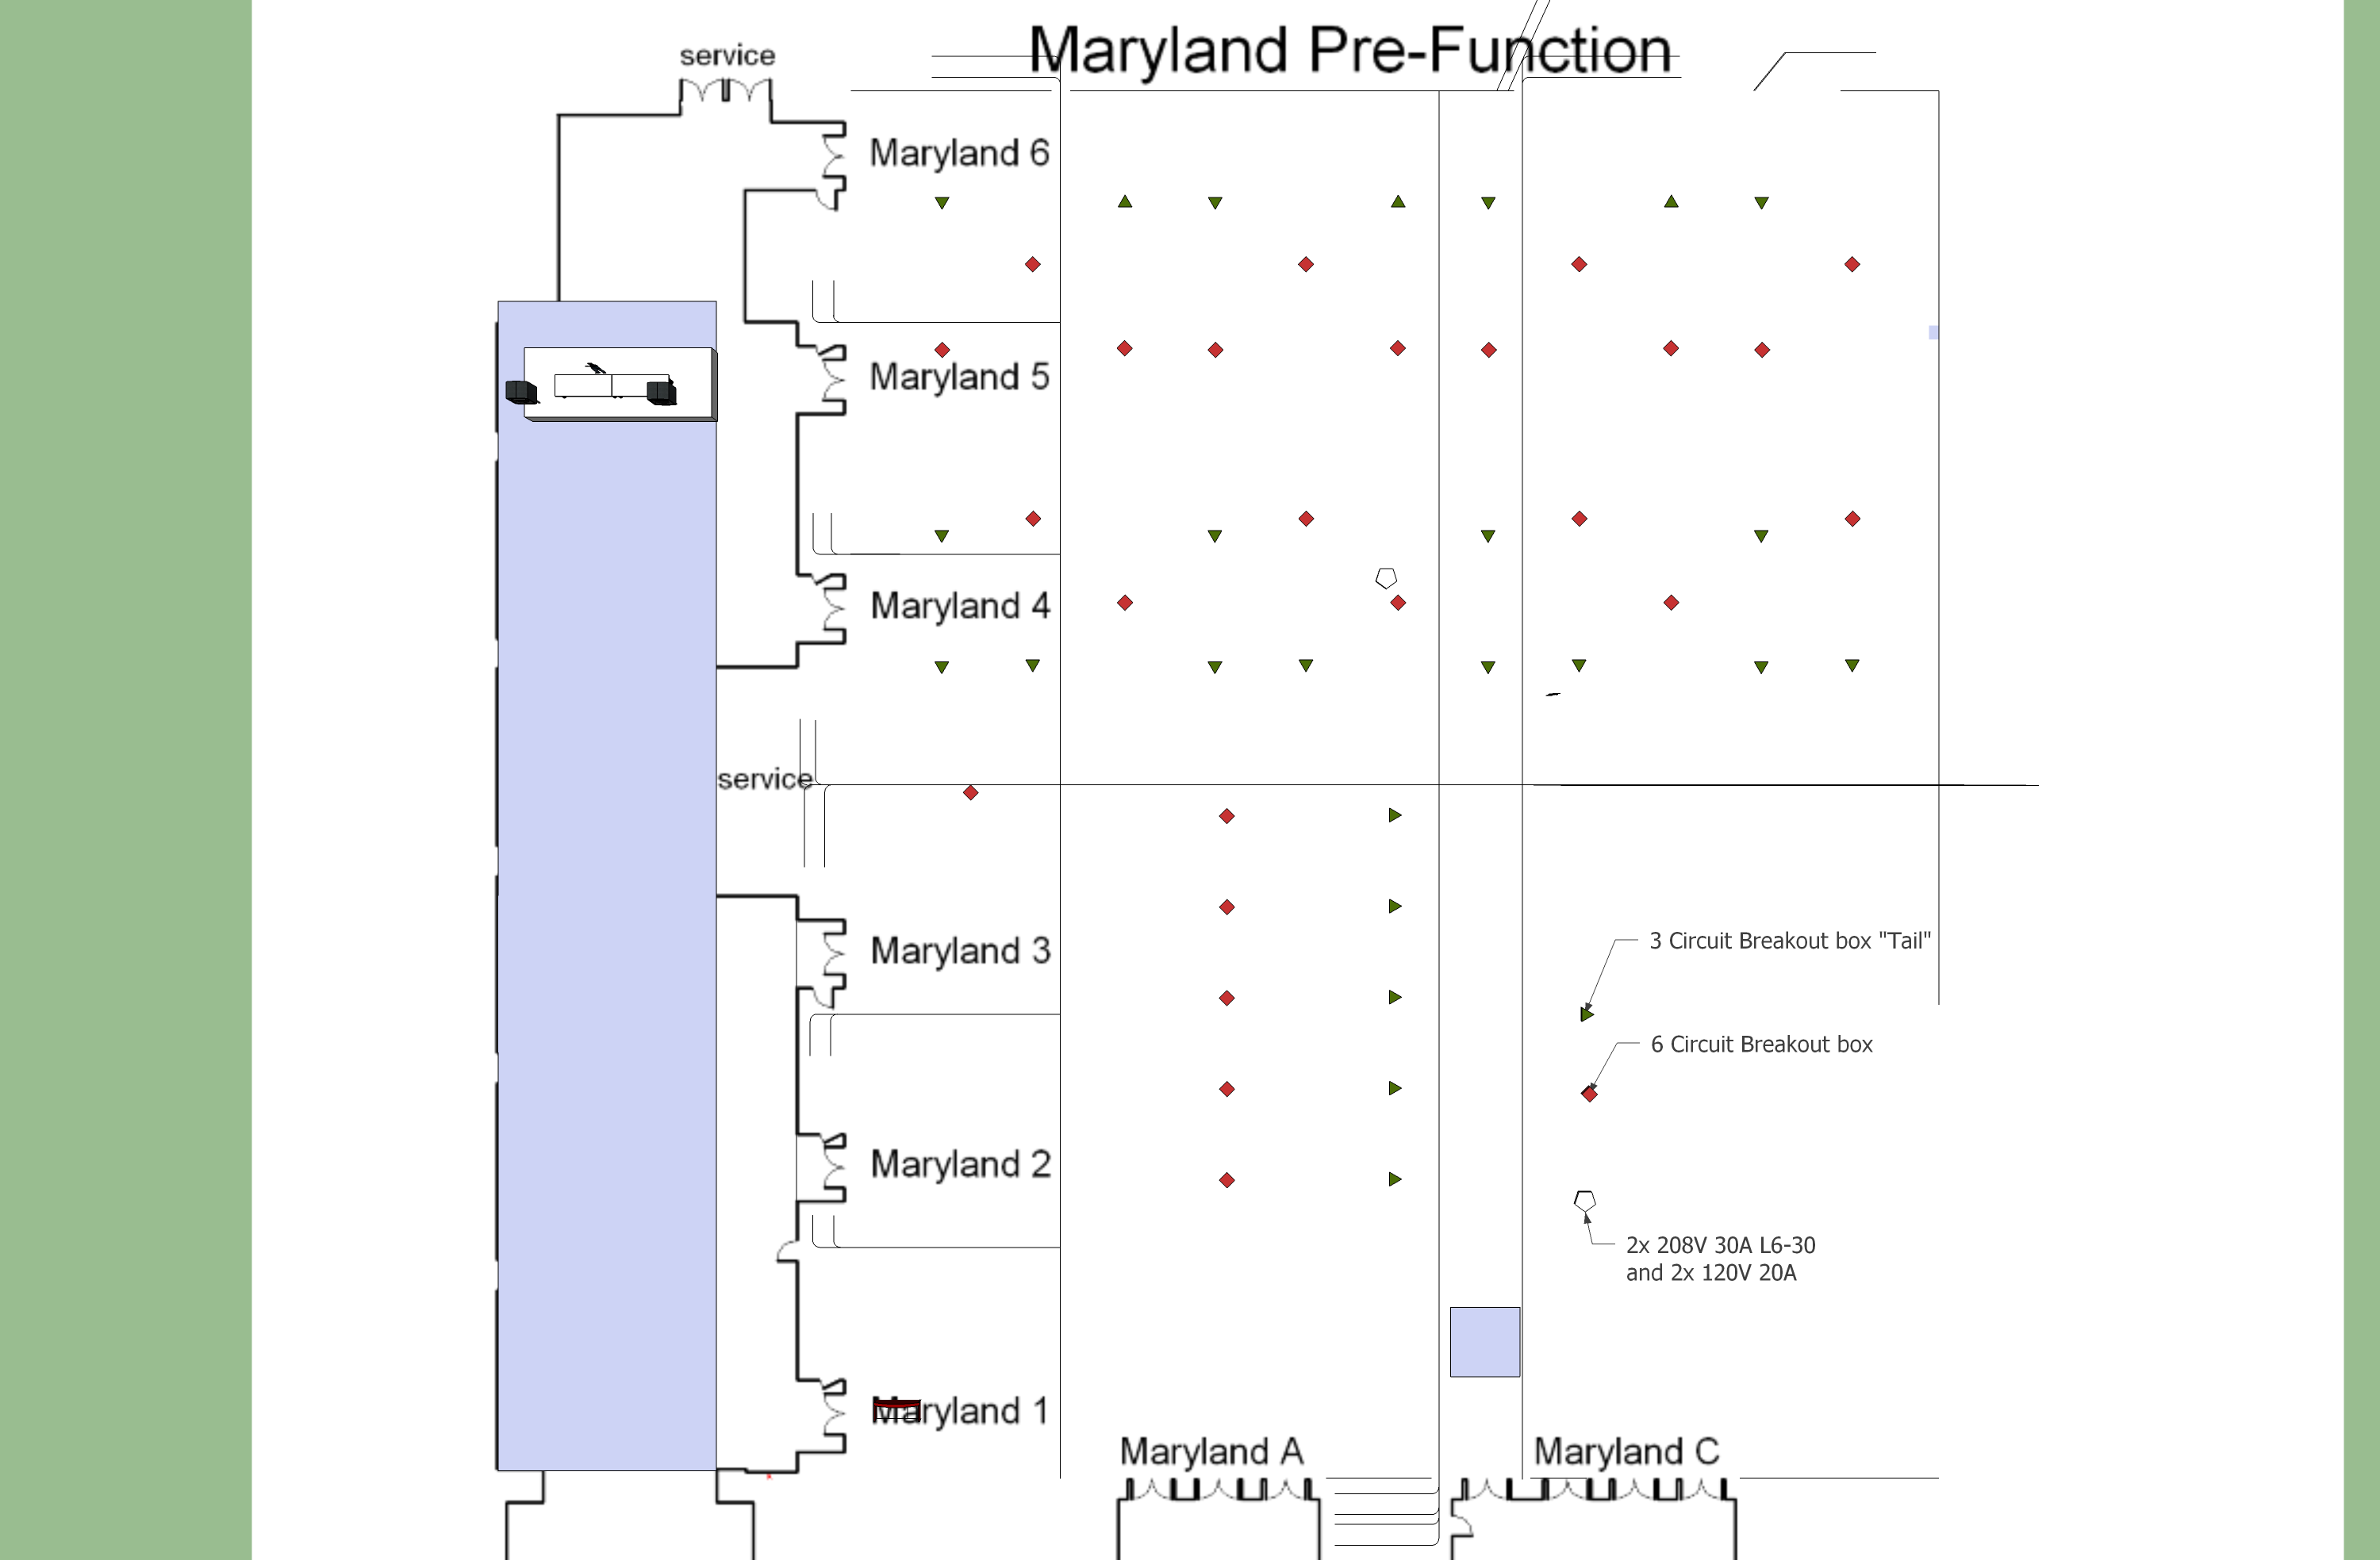 Maryland Pre-Function
service
Maryland 6
Maryland 5
Maryland 4
service
Maryland 3
3 Circuit Breakout box "Tail"
6 Circuit Breakout box
Maryland 2
2x 208V 30A L6-30
and 2x 120V 20A
Maryland 1
Maryland A
Maryland C